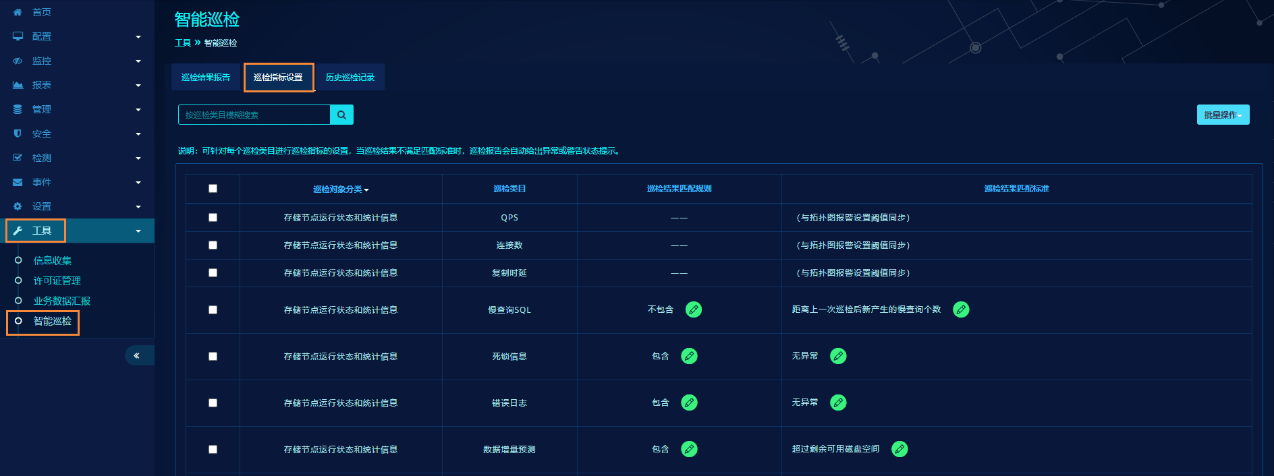 首页
配置
监控
报表
管理
安全
检测
事件
设置
工具
信息收集
许可证管理
业务数据汇报
智能巡检
智能巡检
工具 » 智能巡检
巡检结果报告 巡检指标设置 历史巡检记录
按巡检类目模糊搜索
批量操作
说明：可针对每个巡检类目进行巡检指标的设置，当巡检结果不满足匹配标准时，巡检报告会自动给出异常或警告状态提示。
巡检对象分类 巡检类目 巡检结果匹配规则 巡检结果匹配标准
存储节点运行状态和统计信息 QPS —— （与拓扑图报警设置阈值同步）
存储节点运行状态和统计信息 连接数 —— （与拓扑图报警设置阈值同步）
存储节点运行状态和统计信息 复制时延 —— （与拓扑图报警设置阈值同步）
存储节点运行状态和统计信息 慢查询SQL 不包含 距离上一次巡检后新产生的慢查询个数
存储节点运行状态和统计信息 死锁信息 包含 无异常
存储节点运行状态和统计信息 错误日志 包含 无异常
存储节点运行状态和统计信息 数据增量预测 包含 超过剩余可用磁盘空间